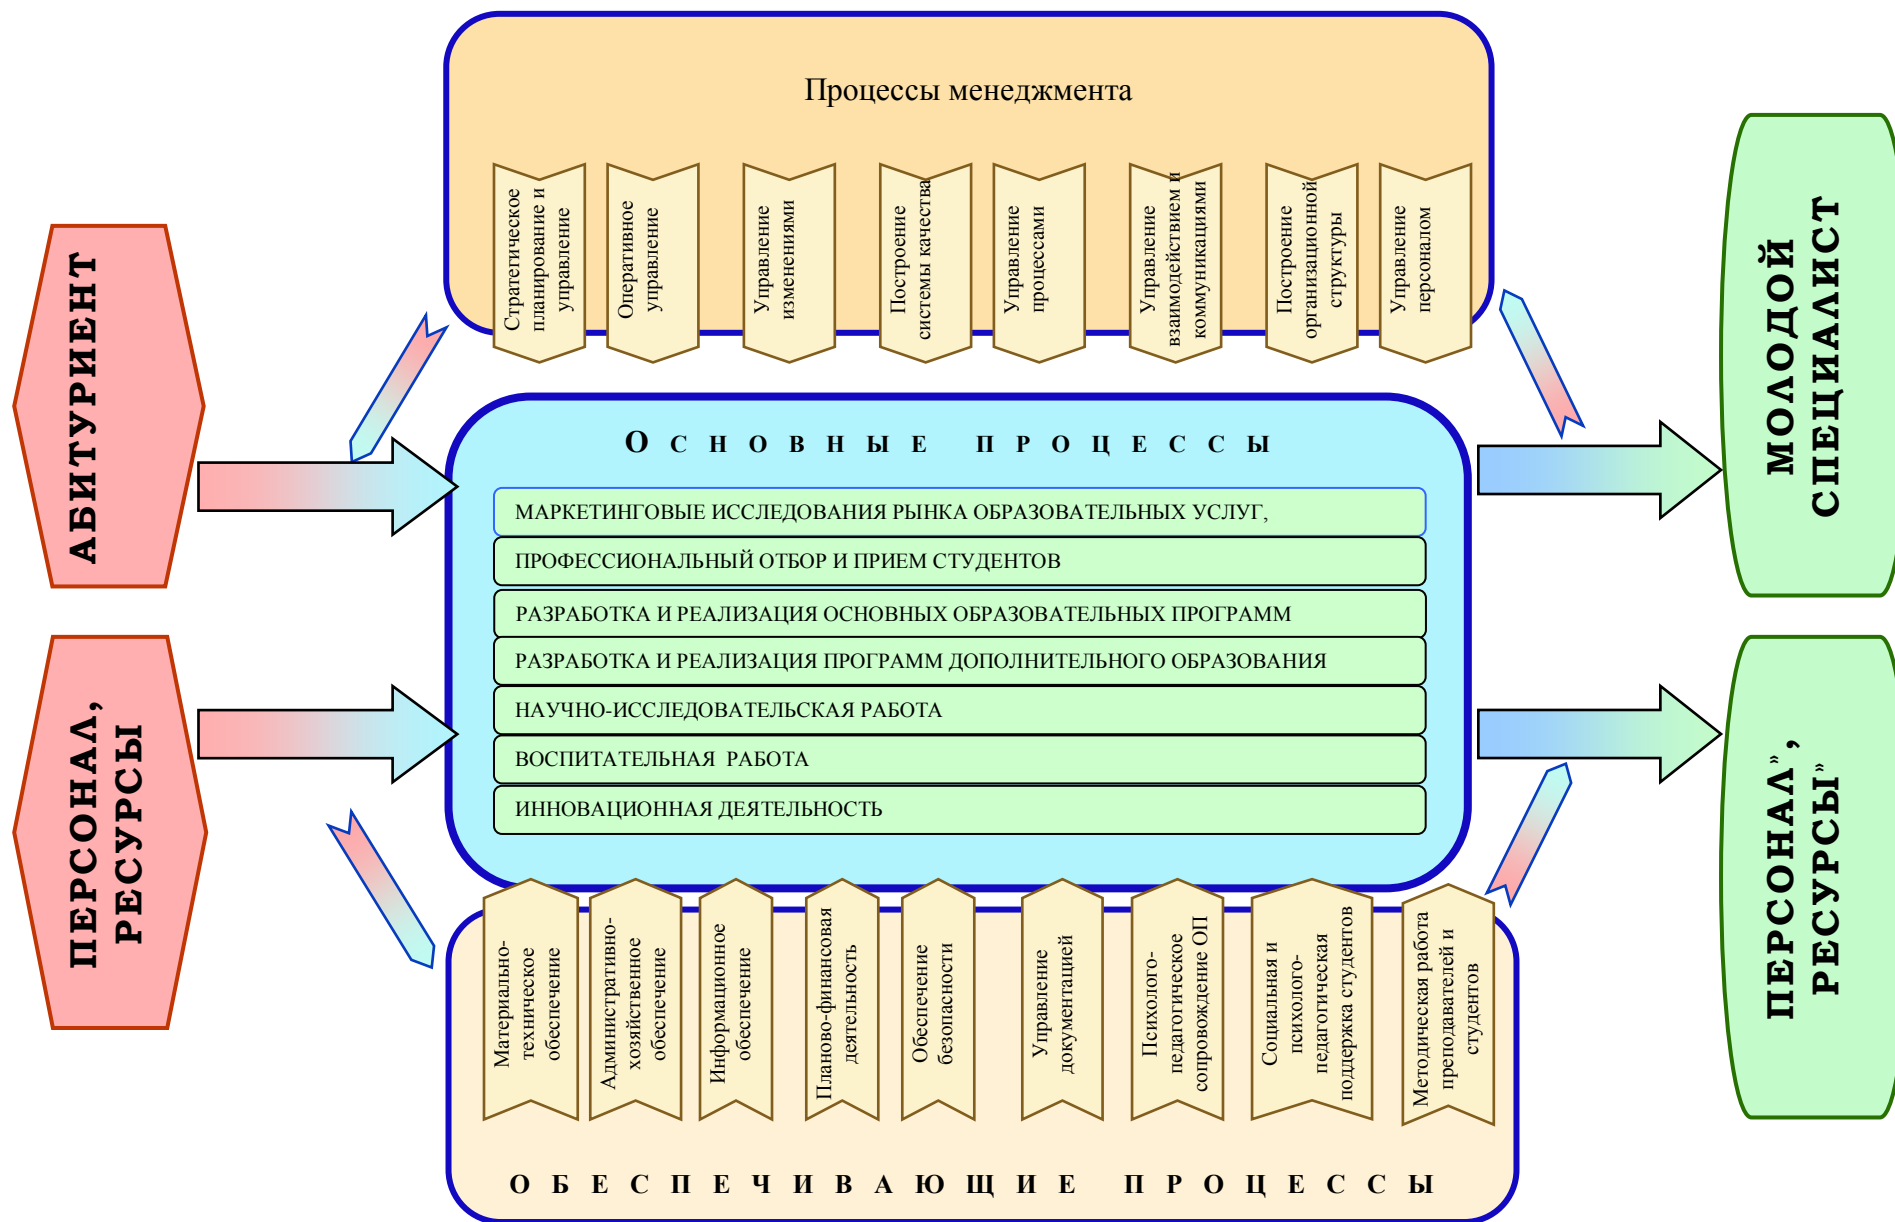 Процессы менеджмента
Стратегическое
планирование и
управление
Оперативное
управление
Управление
изменениями
Построение
системы качества
Управление
процессами
Управление
взаимодействием и
коммуникациями
Построение
организационной
структуры
Управление
персоналом
АБИТУРИЕНТ
ПЕРСОНАЛ,
РЕСУРСЫ
ОСНОВНЫЕ ПРОЦЕССЫ
МАРКЕТИНГОВЫЕ ИССЛЕДОВАНИЯ РЫНКА ОБРАЗОВАТЕЛЬНЫХ УСЛУГ,
ПРОФЕССИОНАЛЬНЫЙ ОТБОР И ПРИЕМ СТУДЕНТОВ
РАЗРАБОТКА И РЕАЛИЗАЦИЯ ОСНОВНЫХ ОБРАЗОВАТЕЛЬНЫХ ПРОГРАММ
РАЗРАБОТКА И РЕАЛИЗАЦИЯ ПРОГРАММ ДОПОЛНИТЕЛЬНОГО ОБРАЗОВАНИЯ
НАУЧНО-ИССЛЕДОВАТЕЛЬСКАЯ РАБОТА
ВОСПИТАТЕЛЬНАЯ РАБОТА
ИННОВАЦИОННАЯ ДЕЯТЕЛЬНОСТЬ
МОЛОДОЙ
СПЕЦИАЛИСТ
ПЕРСОНАЛ”,
РЕСУРСЫ”
Материально-
техническое
обеспечение
Административно-
хозяйственное
обеспечение
Информационное
обеспечение
Планово-финансовая
деятельность
Обеспечение
безопасности
Управление
документацией
Психолого-
педагогическое
сопровождение ОП
Социальная и
психолого-
педагогическая
поддержка студентов
Методическая работа
преподавателей и
студентов
ОБЕСПЕЧИВАЮЩИЕ ПРОЦЕССЫ